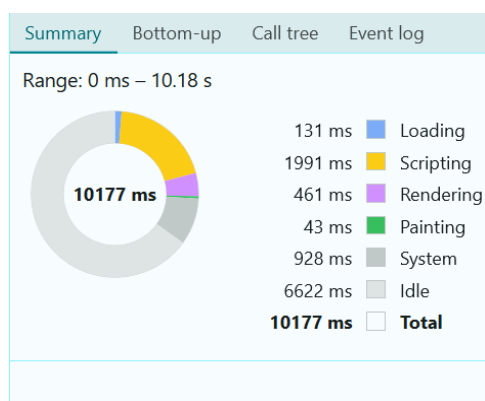 Summary Bottom-up Call tree Event log
Range: 0 ms – 10.18 s
10177 ms
131 ms Loading
1991 ms Scripting
461 ms Rendering
43 ms Painting
928 ms System
6622 ms Idle
10177 ms Total